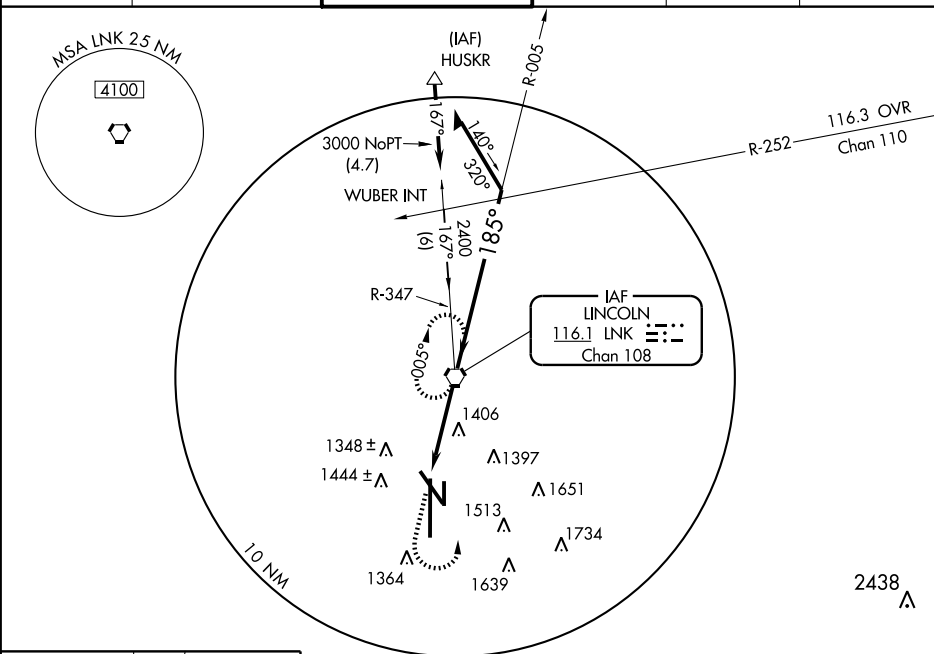 MSA LNK 25 NM
4100
(IAF)
HUSKR
R-005
167°
3000 NoPT
(4.7)
140°
320°
116.3 OVR
R-252
Chan 110
WUBER INT
185°
2400
167°
(6)
R-347
IAF
LINCOLN
116.1 LNK
Chan 108
005°
1406
1348 ±
1397
1444 ±
1651
1513
1734
1364
1639
10 NM
2438